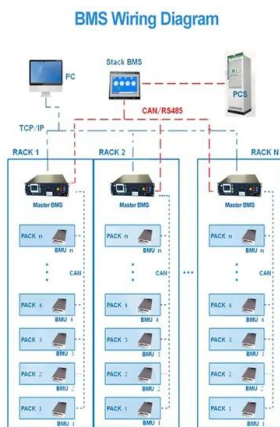 BMS Wiring Diagram
PC
Stack BMS
PCS
CAN/RS485
TCP/IP
RACK 1
RACK 2
RACK N
Master BMS
Master BMS
Master BMS
PACK n
BMU n
PACK n
BMU n
PACK n
BMU n
CAN
CAN
CAN
PACK 4
BMU 4
PACK 4
BMU 4
PACK 4
BMU 4
PACK 3
BMU 3
PACK 3
BMU 3
PACK 3
BMU 3
PACK 2
BMU 2
PACK 2
BMU 2
PACK 2
BMU 2
PACK 1
BMU 1
PACK 1
BMU 1
PACK 1
BMU 1